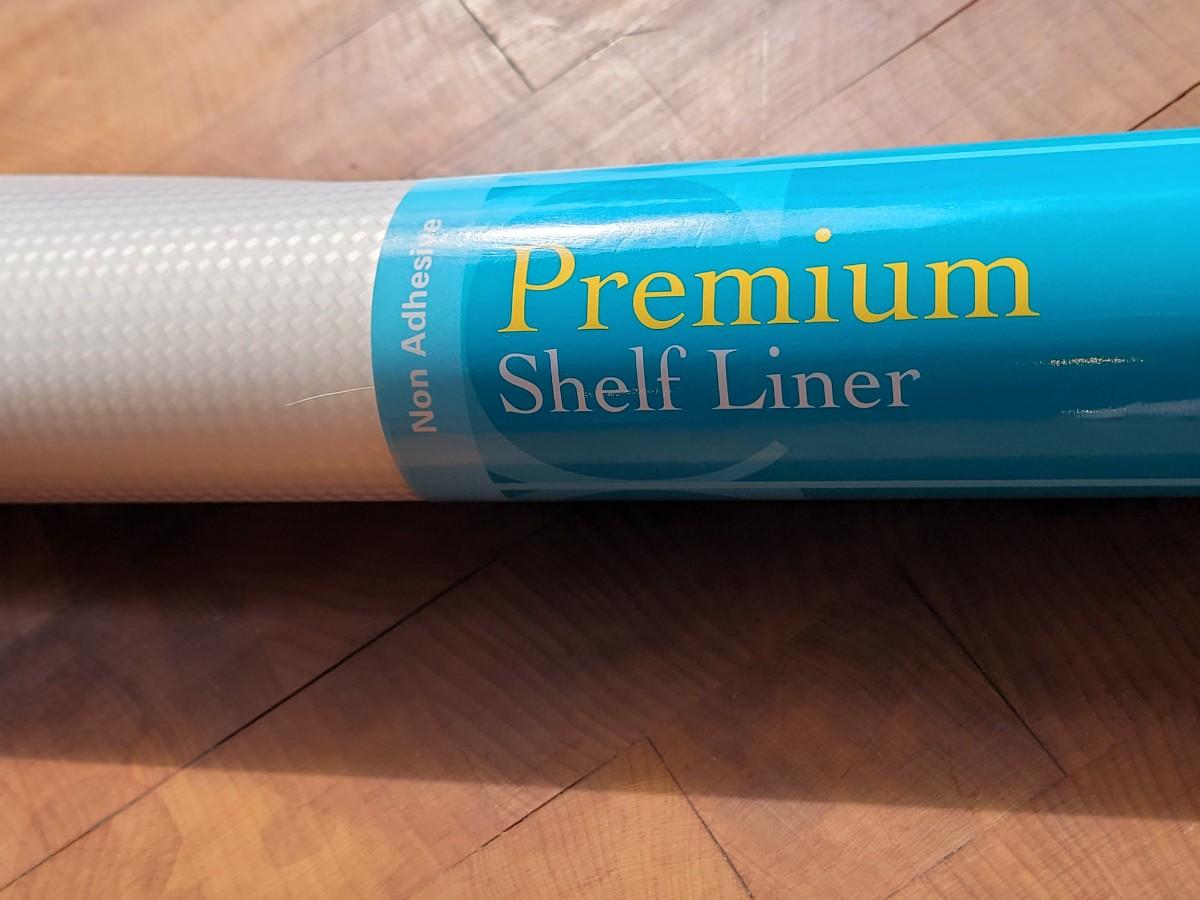 Non Adhesive
Premium
Shelf Liner